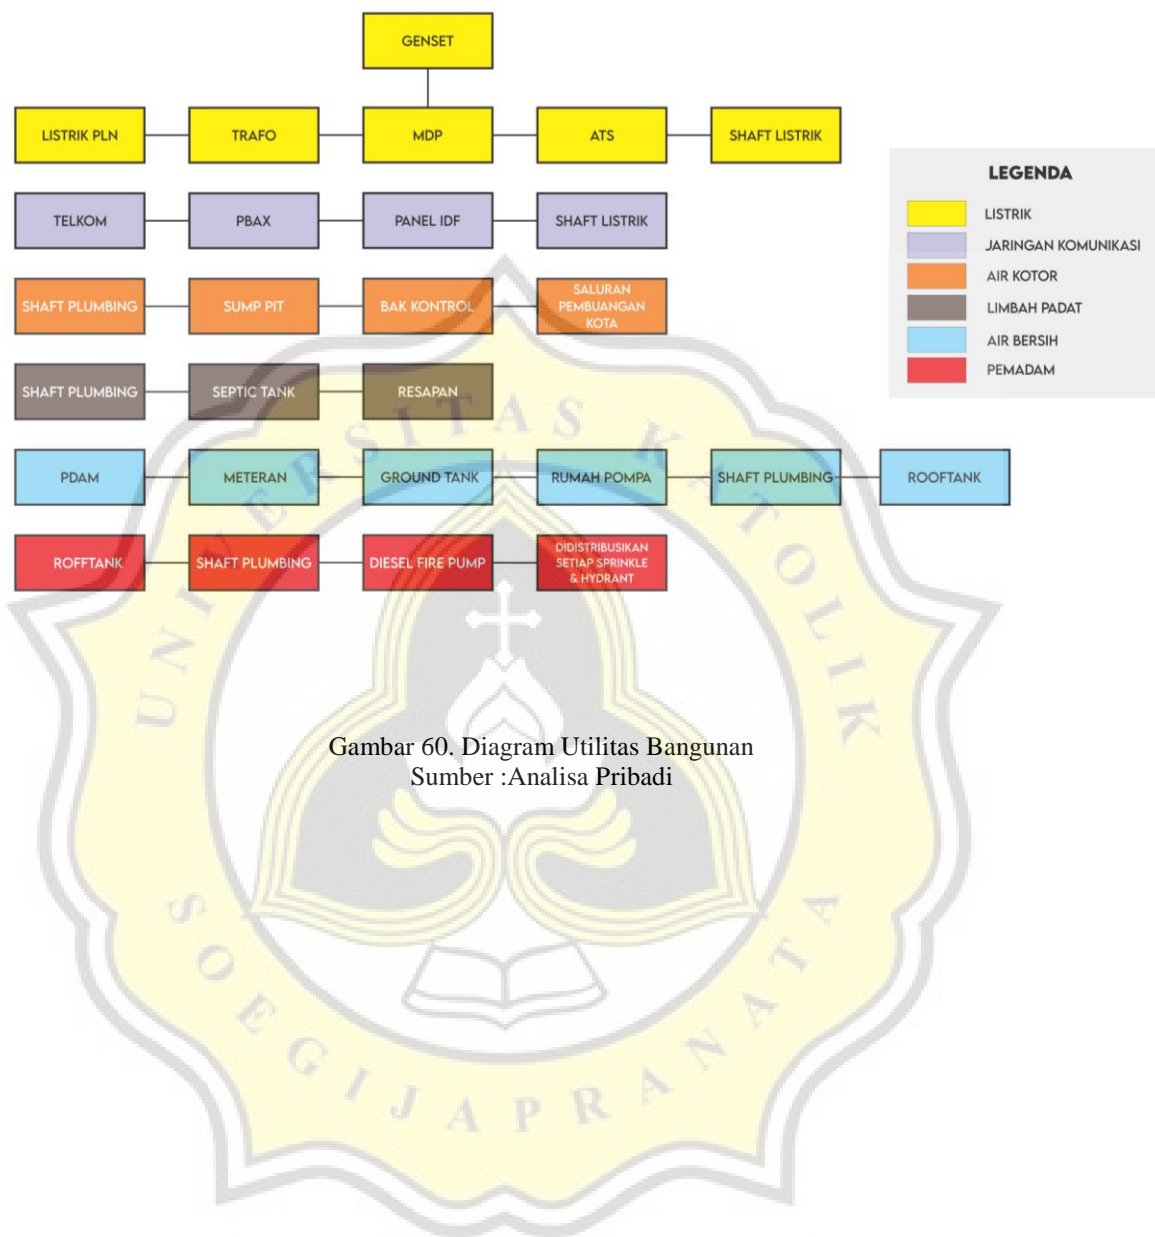 GENSET
LISTRIK PLN
TRAFO
MDP
ATS
SHAFT LISTRIK
TELKOM
PBAX
PANEL IDF
SHAFT LISTRIK
SHAFT PLUMBING
SUMP PIT
BAK KONTROL
SALURAN
PEMBUANGAN
KOTA
SHAFT PLUMBING
SEPTIC TANK
RESAPAN
PDAM
METERAN
GROUND TANK
RUMAH POMPA
SHAFT PLUMBING
ROOFTANK
ROFFTANK
SHAFT PLUMBING
DIESEL FIRE PUMP
DIDISTRIBUSIKAN
SETIAP SPRINKLE
& HYDRANT
LEGENDA
LISTRIK
JARINGAN KOMUNIKASI
AIR KOTOR
LIMBAH PADAT
AIR BERSIH
PEMADAM
Gambar 60. Diagram Utilitas Bangunan
Sumber :Analisa Pribadi
UNIVERSITAS KATOLIK
SOEGIJAPRANATA